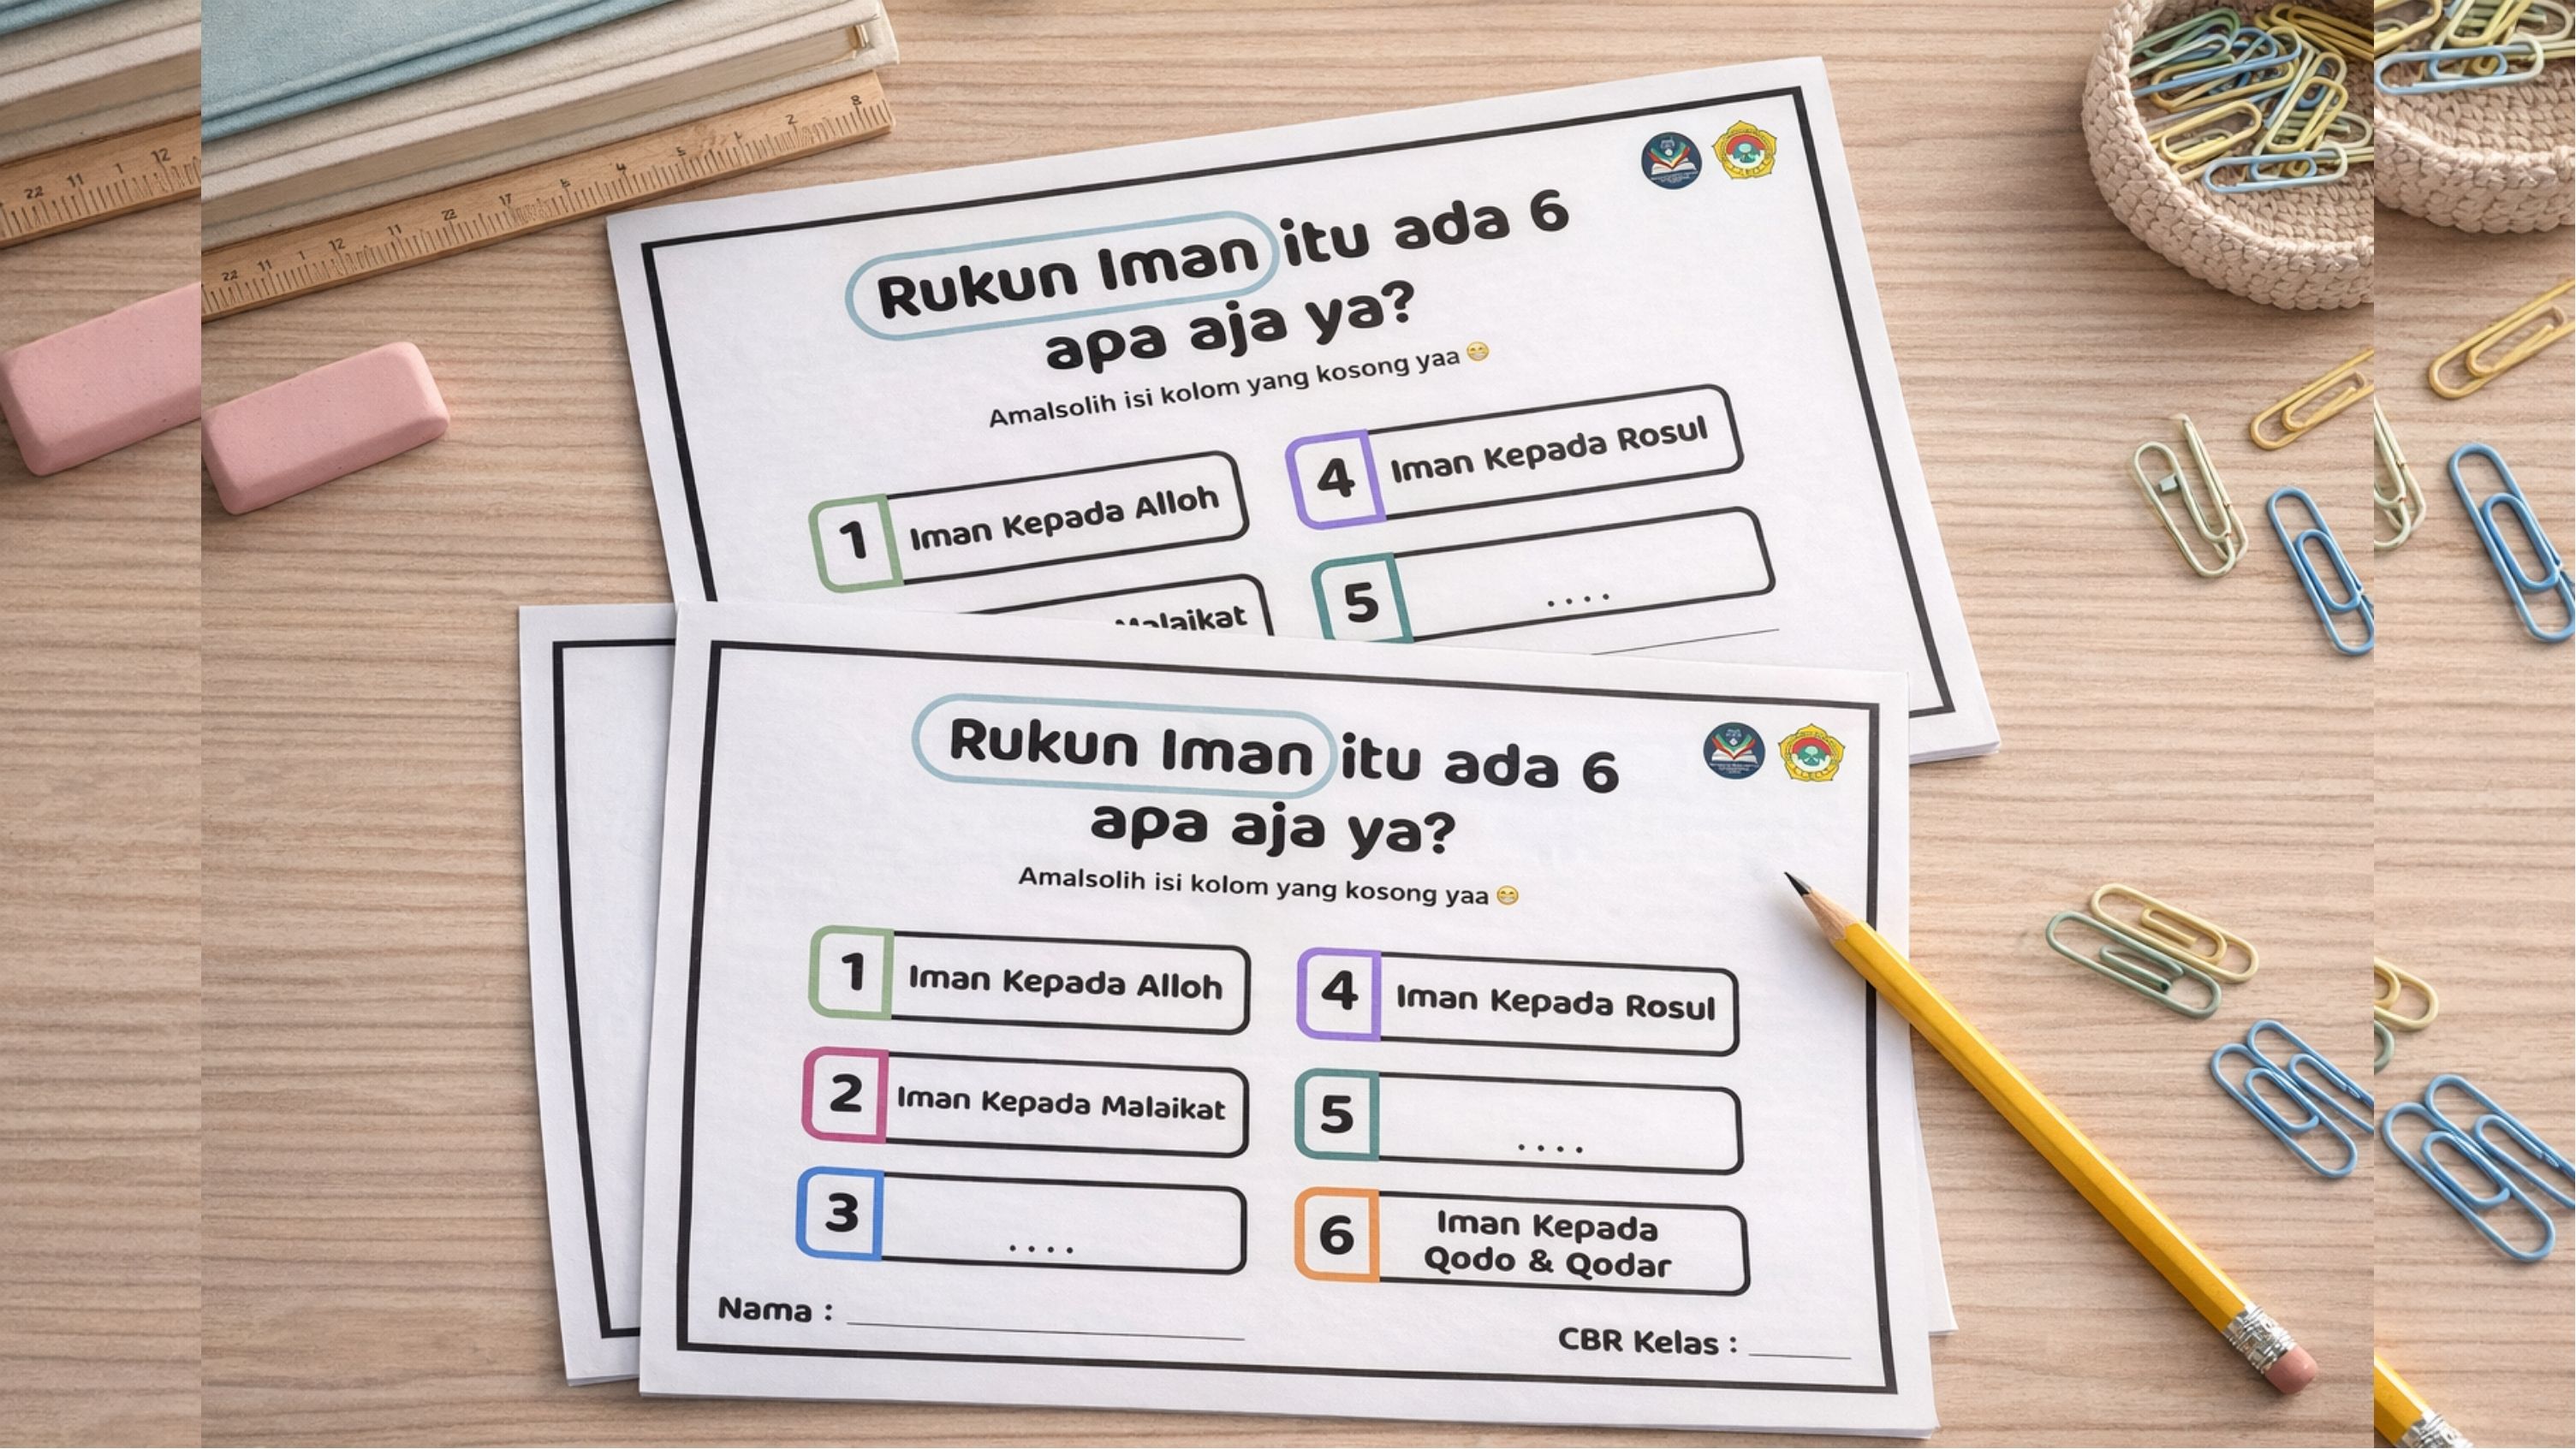 Rukun Iman itu ada 6
apa aja ya?
Amalsolih isi kolom yang kosong yaa 😁
1 Iman Kepada Alloh
4 Iman Kepada Rosul
5 ....
Rukun Iman itu ada 6
apa aja ya?
Amalsolih isi kolom yang kosong yaa 😁
1 Iman Kepada Alloh
2 Iman Kepada Malaikat
3 ....
4 Iman Kepada Rosul
5 ....
6 Iman Kepada
Qodo & Qodar
Nama :
CBR Kelas :